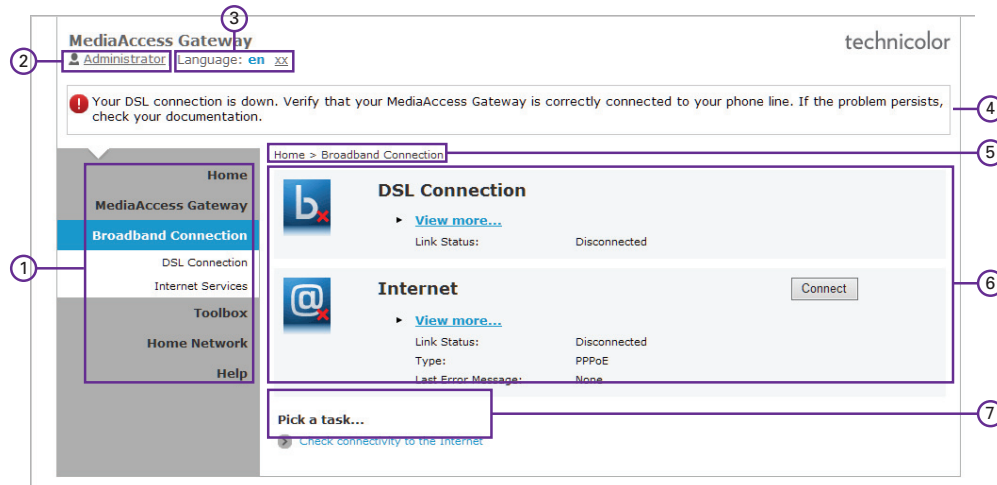 3
MediaAccess Gateway
technicolor
2
Administrator Language: en xx
Your DSL connection is down. Verify that your MediaAccess Gateway is correctly connected to your phone line. If the problem persists,
check your documentation.
4
Home > Broadband Connection
5
Home
MediaAccess Gateway
Broadband Connection
DSL Connection
Internet Services
Toolbox
Home Network
Help
1
b
DSL Connection
View more...
Link Status: Disconnected
@
Internet
Connect
6
View more...
Link Status: Disconnected
Type: PPPoE
Last Error Message: None
Pick a task...
7
Check connectivity to the Internet